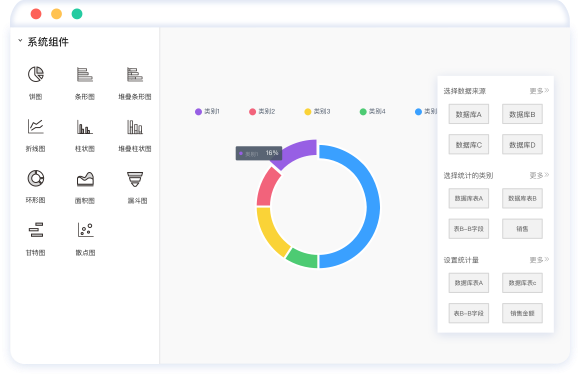 系统组件
饼图 条形图 堆叠条形图
折线图 柱状图 堆叠柱状图
环形图 面积图 漏斗图
甘特图 散点图
类别1 类别2 类别3 类别4 类别
类别1 16%
选择数据来源 更多
数据库A 数据库B
数据库C 数据库D
选择统计的类别 更多
数据库表A 数据库表B
表B-B字段 销售
设置统计量 更多
数据库表A 数据库表c
表B-B字段 销售金额